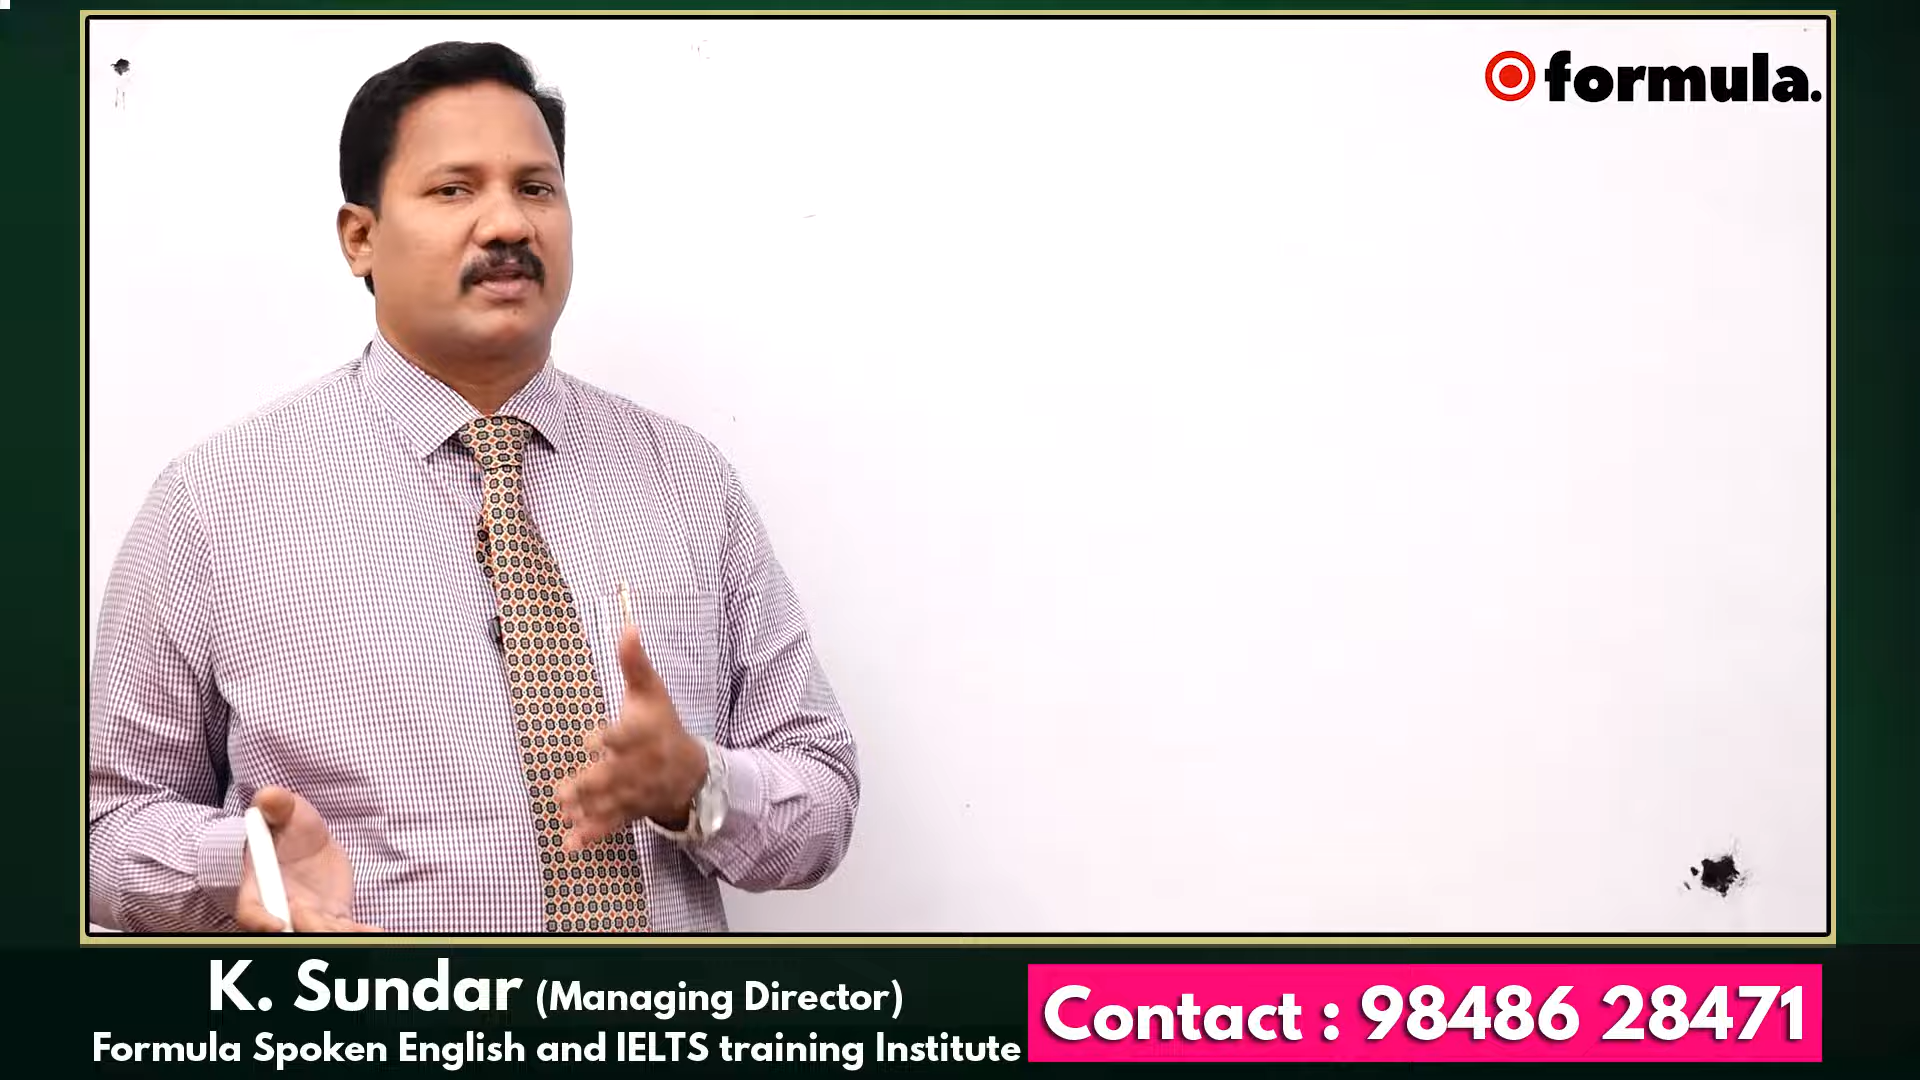 formula.
K. Sundar (Managing Director)
Formula Spoken English and IELTS training Institute
Contact : 98486 28471